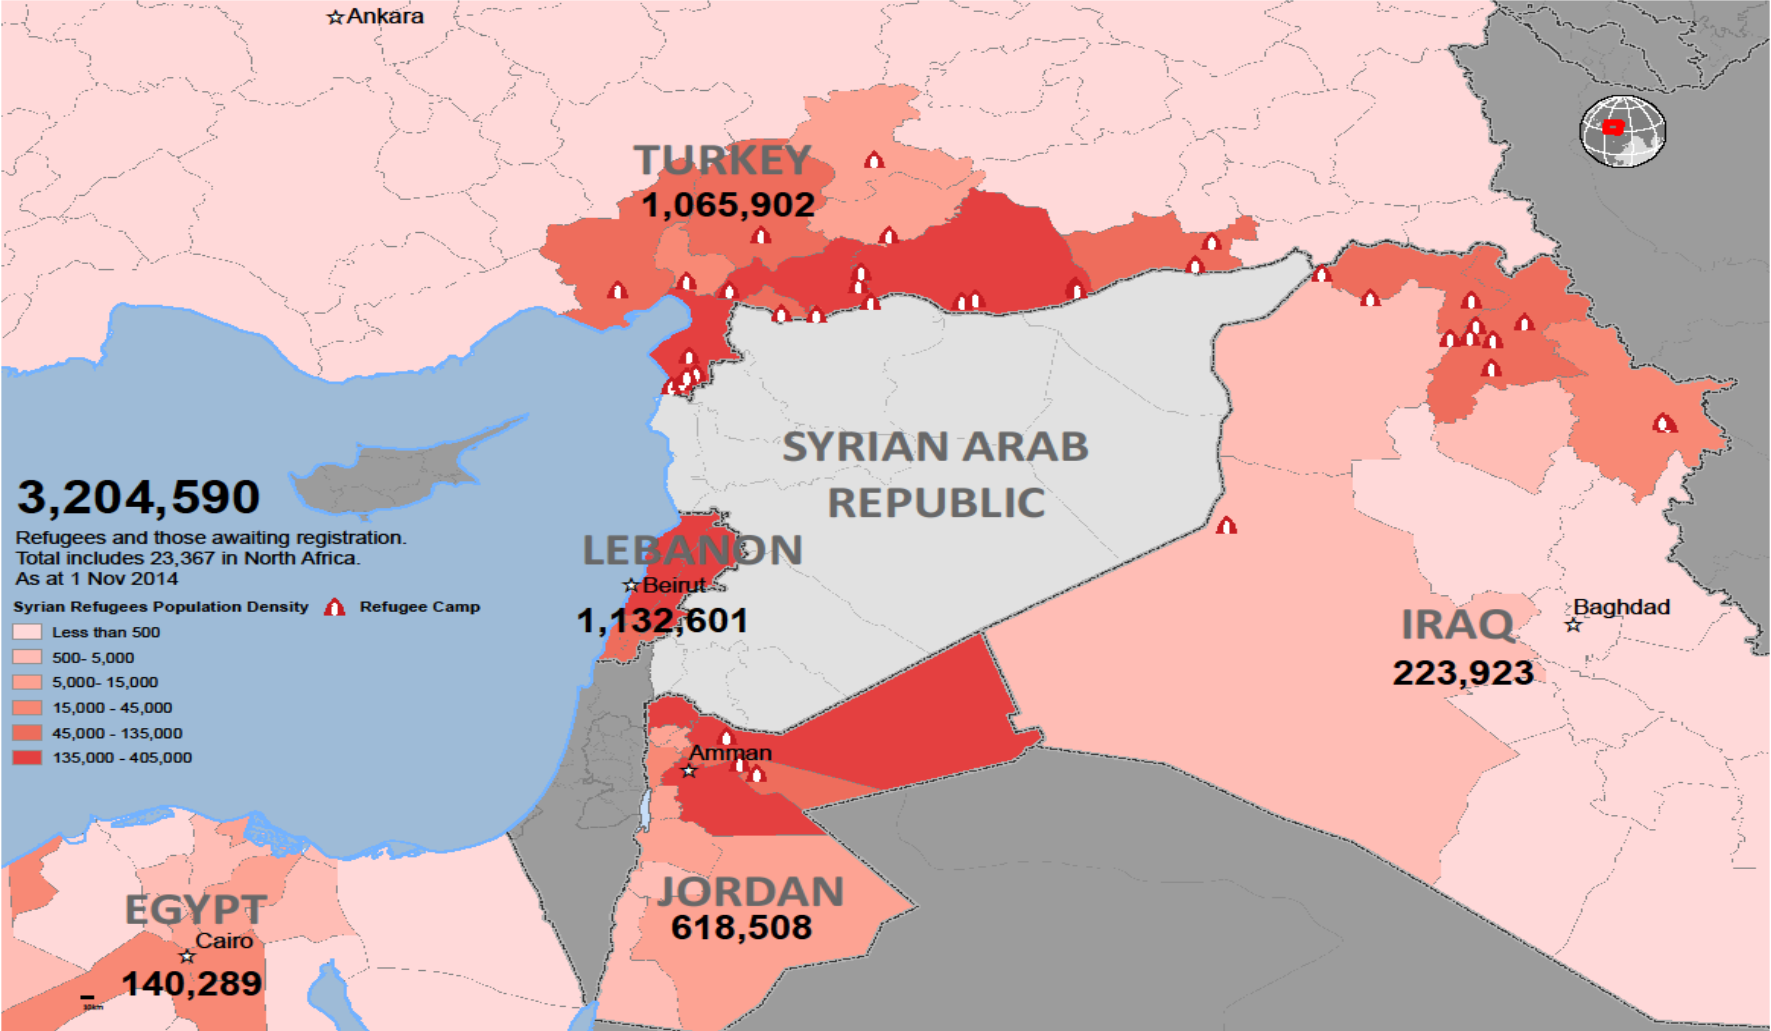 Ankara
TURKEY
1,065,902
SYRIAN ARAB
REPUBLIC
3,204,590
Refugees and those awaiting registration.
Total includes 23,367 in North Africa.
As at 1 Nov 2014
Syrian Refugees Population Density
Refugee Camp
Less than 500
500- 5,000
5,000- 15,000
15,000 - 45,000
45,000 - 135,000
135,000 - 405,000
LEBANON
Beirut
1,132,601
IRAQ
Baghdad
223,923
Amman
JORDAN
618,508
EGYPT
Cairo
140,289